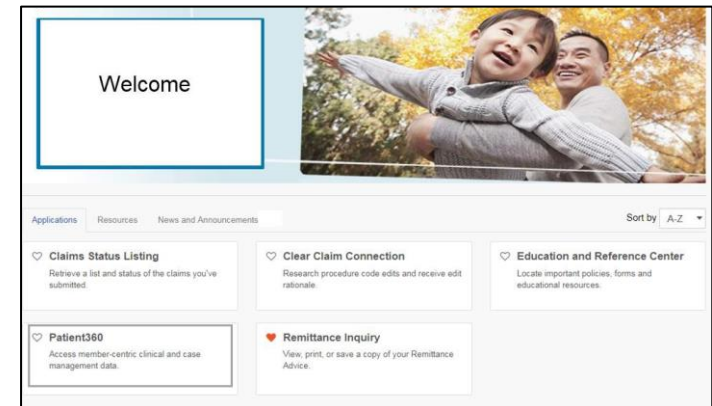 Welcome
Applications Resources News and Announcements Sort by A-Z
Claims Status Listing
Retrieve a list and status of the claims you've
submitted.
Clear Claim Connection
Research procedure code edits and receive edit
rationale.
Education and Reference Center
Locate important policies, forms and
educational resources.
Patient360
Access member-centric clinical and case
management data.
Remittance Inquiry
View, print, or save a copy of your Remittance
Advice.